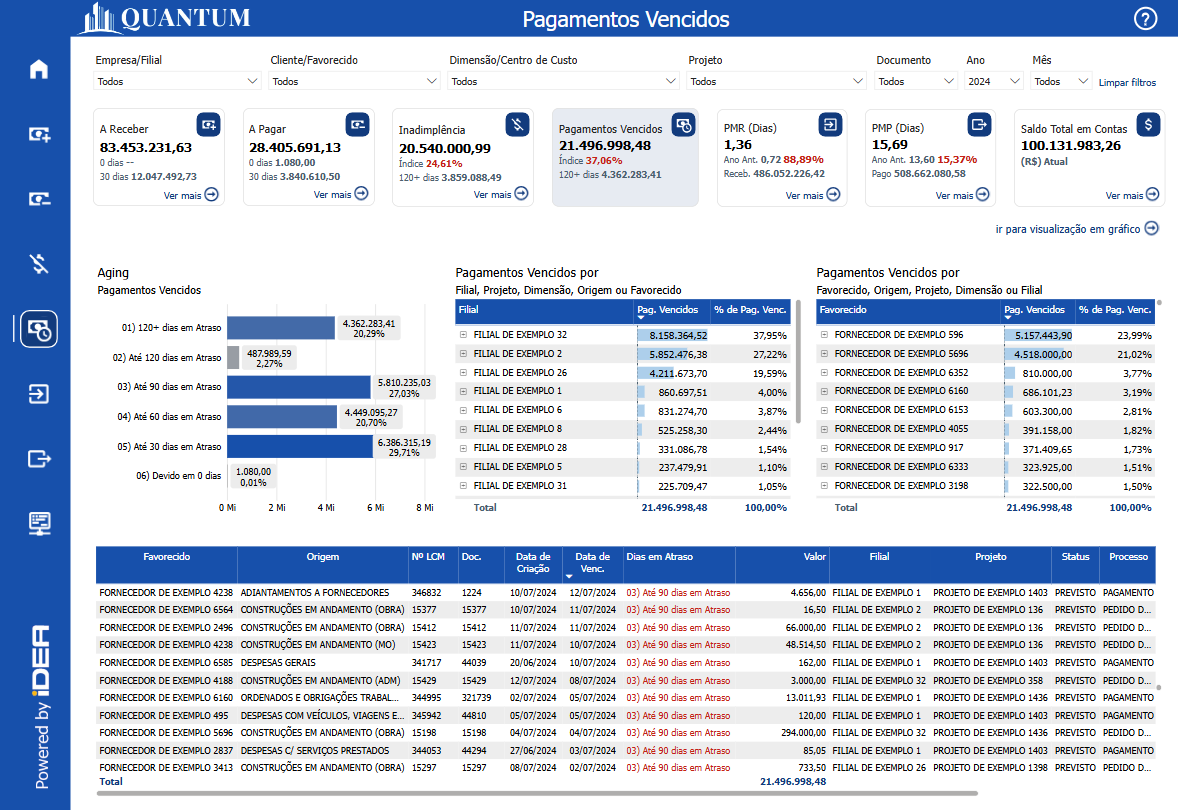 QUANTUM
Pagamentos Vencidos
?
Empresa/Filial Cliente/Favorecido Dimensão/Centro de Custo Projeto Documento Ano Mês
Todos Todos Todos Todos Todos 2024 Todos Limpar filtros
A Receber
83.453.231,63
0 dias --
30 dias 12.047.492,73
Ver mais
A Pagar
28.405.691,13
0 dias 1.080,00
30 dias 3.840.610,50
Ver mais
Inadimplência
20.540.000,99
Índice 24,61%
120+ dias 3.859.088,49
Ver mais
Pagamentos Vencidos
21.496.998,48
Índice 37,06%
120+ dias 4.362.283,41
PMR (Dias)
1,36
Ano Ant. 0,72 88,89%
Receb. 486.052.226,42
Ver mais
PMP (Dias)
15,69
Ano Ant. 13,60 15,37%
Pago 508.662.080,58
Ver mais
Saldo Total em Contas
100.131.983,26
(R$) Atual
Ver mais
ir para visualização em gráfico
Aging
Pagamentos Vencidos
01) 120+ dias em Atraso 4.362.283,41
20,29%
02) Até 120 dias em Atraso 487.989,59
2,27%
03) Até 90 dias em Atraso 5.810.235,03
27,03%
04) Até 60 dias em Atraso 4.449.095,27
20,70%
05) Até 30 dias em Atraso 6.386.315,19
29,71%
06) Devido em 0 dias 1.080,00
0,01%
0 Mi 2 Mi 4 Mi 6 Mi 8 Mi
Pagamentos Vencidos por
Filial, Projeto, Dimensão, Origem ou Favorecido
Filial Pag. Vencidos % de Pag. Venc.
FILIAL DE EXEMPLO 32 8.158.364,52 37,95%
FILIAL DE EXEMPLO 2 5.852.476,38 27,22%
FILIAL DE EXEMPLO 26 4.211.673,70 19,59%
FILIAL DE EXEMPLO 1 860.697,51 4,00%
FILIAL DE EXEMPLO 6 831.274,70 3,87%
FILIAL DE EXEMPLO 8 525.258,30 2,44%
FILIAL DE EXEMPLO 28 331.086,78 1,54%
FILIAL DE EXEMPLO 5 237.479,91 1,10%
FILIAL DE EXEMPLO 31 225.709,47 1,05%
Total 21.496.998,48 100,00%
Pagamentos Vencidos por
Favorecido, Origem, Projeto, Dimensão ou Filial
Favorecido Pag. Vencidos % de Pag. Venc.
FORNECEDOR DE EXEMPLO 596 5.157.443,90 23,99%
FORNECEDOR DE EXEMPLO 5696 4.518.000,00 21,02%
FORNECEDOR DE EXEMPLO 6352 810.000,00 3,77%
FORNECEDOR DE EXEMPLO 6160 686.101,23 3,19%
FORNECEDOR DE EXEMPLO 6153 603.300,00 2,81%
FORNECEDOR DE EXEMPLO 4055 391.158,00 1,82%
FORNECEDOR DE EXEMPLO 917 371.409,65 1,73%
FORNECEDOR DE EXEMPLO 6333 323.925,00 1,51%
FORNECEDOR DE EXEMPLO 3198 322.500,00 1,50%
Total 21.496.998,48 100,00%
Favorecido Origem Nº LCM Doc. Data de Criação Data de Venc. Dias em Atraso Valor Filial Projeto Status Processo
FORNECEDOR DE EXEMPLO 4238 ADIANTAMENTOS A FORNECEDORES 346832 1224 10/07/2024 12/07/2024 03) Até 90 dias em Atraso 4.656,00 FILIAL DE EXEMPLO 1 PROJETO DE EXEMPLO 1403 PREVISTO PAGAMENTO
FORNECEDOR DE EXEMPLO 6564 CONSTRUÇÕES EM ANDAMENTO (OBRA) 15377 15377 10/07/2024 11/07/2024 03) Até 90 dias em Atraso 16,50 FILIAL DE EXEMPLO 2 PROJETO DE EXEMPLO 136 PREVISTO PEDIDO D...
FORNECEDOR DE EXEMPLO 2496 CONSTRUÇÕES EM ANDAMENTO (OBRA) 15412 15412 11/07/2024 11/07/2024 03) Até 90 dias em Atraso 66.000,00 FILIAL DE EXEMPLO 2 PROJETO DE EXEMPLO 136 PREVISTO PEDIDO D...
FORNECEDOR DE EXEMPLO 4238 CONSTRUÇÕES EM ANDAMENTO (MO) 15423 15423 11/07/2024 11/07/2024 03) Até 90 dias em Atraso 48.514,50 FILIAL DE EXEMPLO 2 PROJETO DE EXEMPLO 136 PREVISTO PEDIDO D...
FORNECEDOR DE EXEMPLO 6585 DESPESAS GERAIS 341717 44039 20/06/2024 10/07/2024 03) Até 90 dias em Atraso 162,00 FILIAL DE EXEMPLO 1 PROJETO DE EXEMPLO 1403 PREVISTO PAGAMENTO
FORNECEDOR DE EXEMPLO 4188 CONSTRUÇÕES EM ANDAMENTO (ADM) 15429 15429 12/07/2024 08/07/2024 03) Até 90 dias em Atraso 3.000,00 FILIAL DE EXEMPLO 32 PROJETO DE EXEMPLO 358 PREVISTO PEDIDO D...
FORNECEDOR DE EXEMPLO 6160 ORDENADOS E OBRIGAÇÕES TRABAL... 344995 321739 02/07/2024 05/07/2024 03) Até 90 dias em Atraso 13.011,93 FILIAL DE EXEMPLO 1 PROJETO DE EXEMPLO 1436 PREVISTO PAGAMENTO
FORNECEDOR DE EXEMPLO 495 DESPESAS COM VEÍCULOS, VIAGENS E... 345942 44810 05/07/2024 05/07/2024 03) Até 90 dias em Atraso 120,00 FILIAL DE EXEMPLO 1 PROJETO DE EXEMPLO 1403 PREVISTO PAGAMENTO
FORNECEDOR DE EXEMPLO 5696 CONSTRUÇÕES EM ANDAMENTO (OBRA) 15198 15198 04/07/2024 04/07/2024 03) Até 90 dias em Atraso 294.000,00 FILIAL DE EXEMPLO 32 PROJETO DE EXEMPLO 1436 PREVISTO PEDIDO D...
FORNECEDOR DE EXEMPLO 2837 DESPESAS C/ SERVIÇOS PRESTADOS 344053 44294 27/06/2024 03/07/2024 03) Até 90 dias em Atraso 85,05 FILIAL DE EXEMPLO 1 PROJETO DE EXEMPLO 1403 PREVISTO PAGAMENTO
FORNECEDOR DE EXEMPLO 3413 CONSTRUÇÕES EM ANDAMENTO (OBRA) 15297 15297 08/07/2024 02/07/2024 03) Até 90 dias em Atraso 733,50 FILIAL DE EXEMPLO 26 PROJETO DE EXEMPLO 1398 PREVISTO PEDIDO D...
Total 21.496.998,48
Powered by iDEA